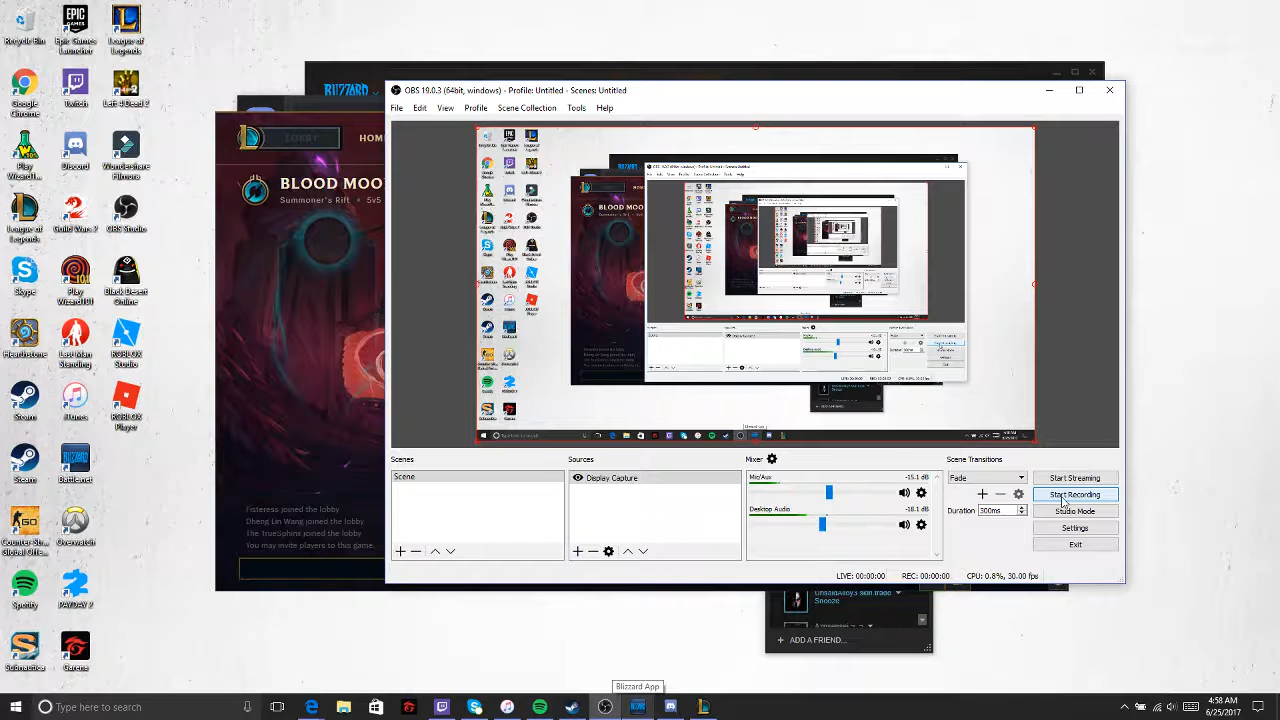 Recycle Bin
Epic Games
Launcher
League of
Legends
Google
Chrome
Twitch
Left 4 Dead 2
Play
Wizard101
Discord
Wondershare
Filmora
League of
Legends
Guild Wars 2
OBS Studio
Skype
Play
Wizard101
Black Desert
Online
Hearthstone
Last Man
Standing
ROBLOX
Studio
Steam
iTunes
ROBLOX
Player
Steam
Battle.net
Counter-Str...
Global Offe...
Overwatch
Spotify
PAYDAY 2
Subnautica
Garena
BLIZZARD
LOBBY
HOM
BLOOD MOO
Summoner's Rift • 5v5
Fisteress joined the lobby
Dheng Lin Wang joined the lobby
The TrueSphinx joined the lobby
You may invite players to this game.
OBS 19.0.3 (64bit, windows) - Profile: Untitled - Scenes: Untitled
File Edit View Profile Scene Collection Tools Help
Scenes
Scene
Sources
Display Capture
Mixer
Mic/Aux -15.1 dB
Desktop Audio -18.1 dB
Scene Transitions
Fade
Duration 300ms
Start Streaming
Start Recording
Studio Mode
Settings
Exit
LIVE: 00:00:00 REC: 00:00:00 CPU: 0.8%, 30.00 fps
Snooze
+ ADD A FRIEND...
Blizzard App
Type here to search
4:58 AM
6/25/2017